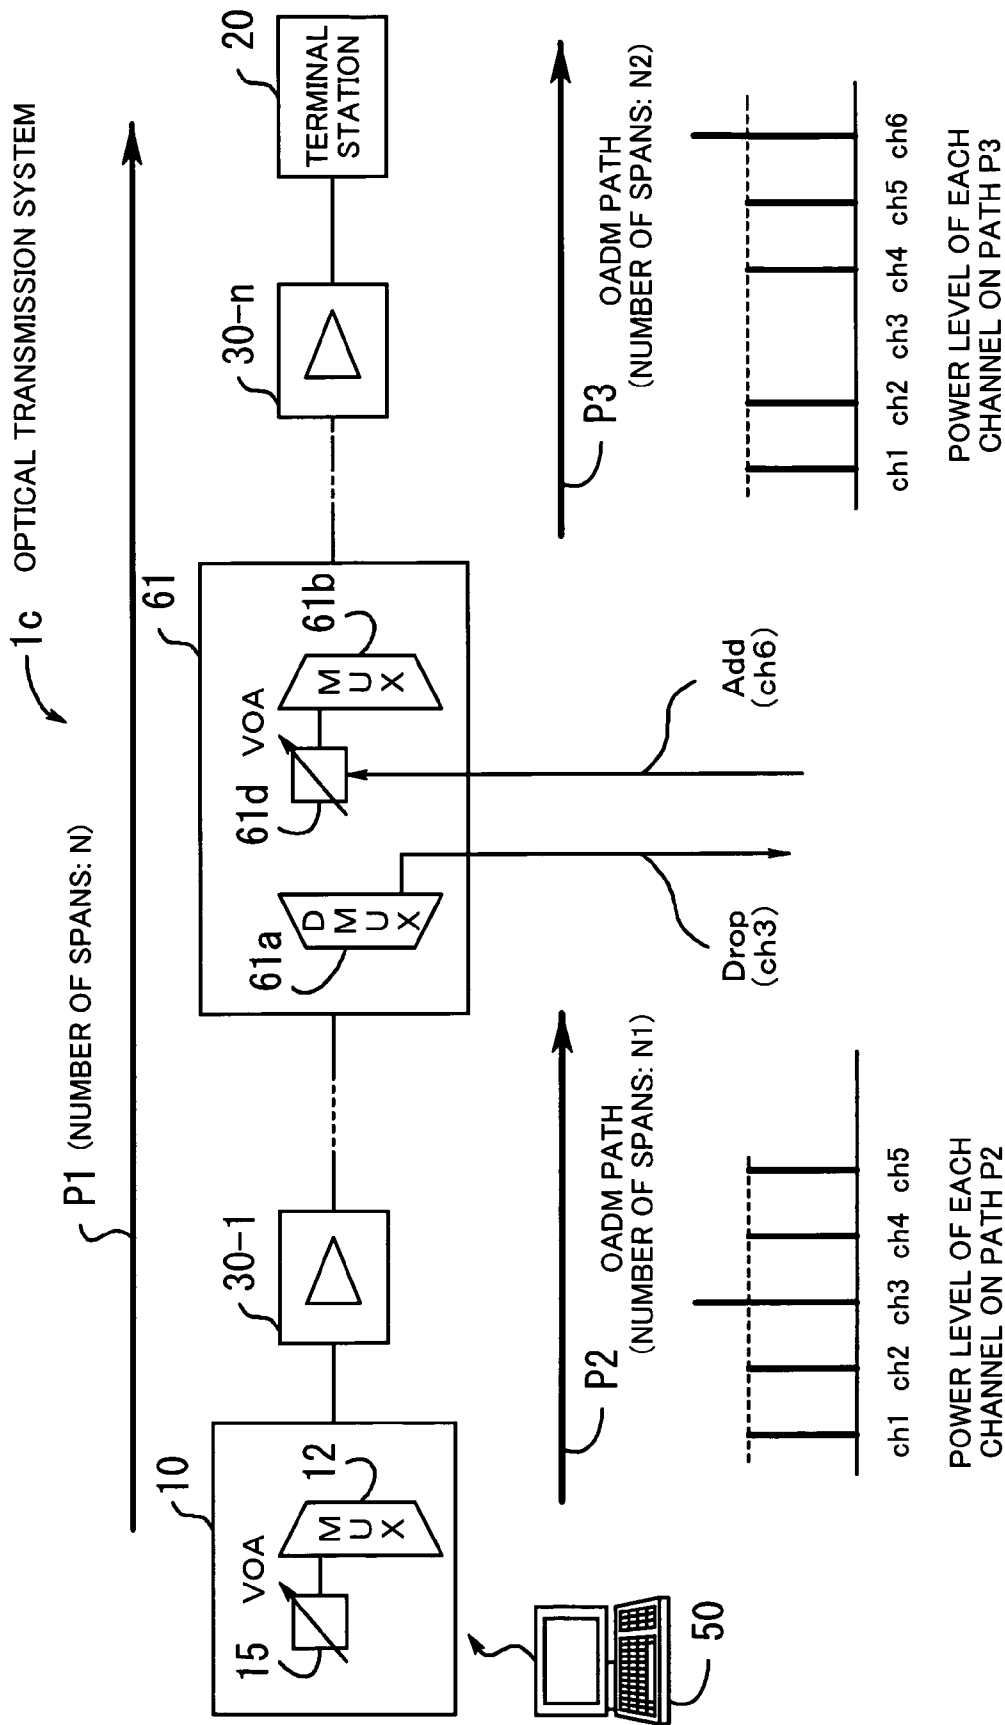 1c OPTICAL TRANSMISSION SYSTEM
P1 (NUMBER OF SPANS: N)
10
VOA
15
12
MUX
50
30-1
61
61a
DMUX
VOA
61d
61b
MUX
30-n
20
TERMINAL
STATION
Drop
(ch3)
Add
(ch6)
P2
OADM PATH
(NUMBER OF SPANS: N1)
P3
OADM PATH
(NUMBER OF SPANS: N2)
ch1 ch2 ch3 ch4 ch5
POWER LEVEL OF EACH
CHANNEL ON PATH P2
ch1 ch2 ch3 ch4 ch5 ch6
POWER LEVEL OF EACH
CHANNEL ON PATH P3